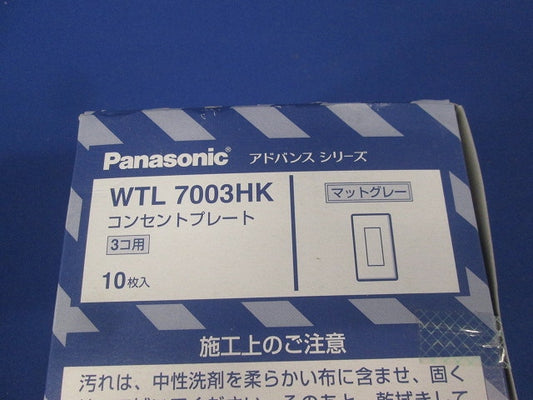 Panasonic® アドバンス シリーズ
WTL 7003HK
コンセントプレート
3コ用
10枚入
マットグレー
施工上のご注意
汚れは、中性洗剤を柔らかい布に含ませ、固く